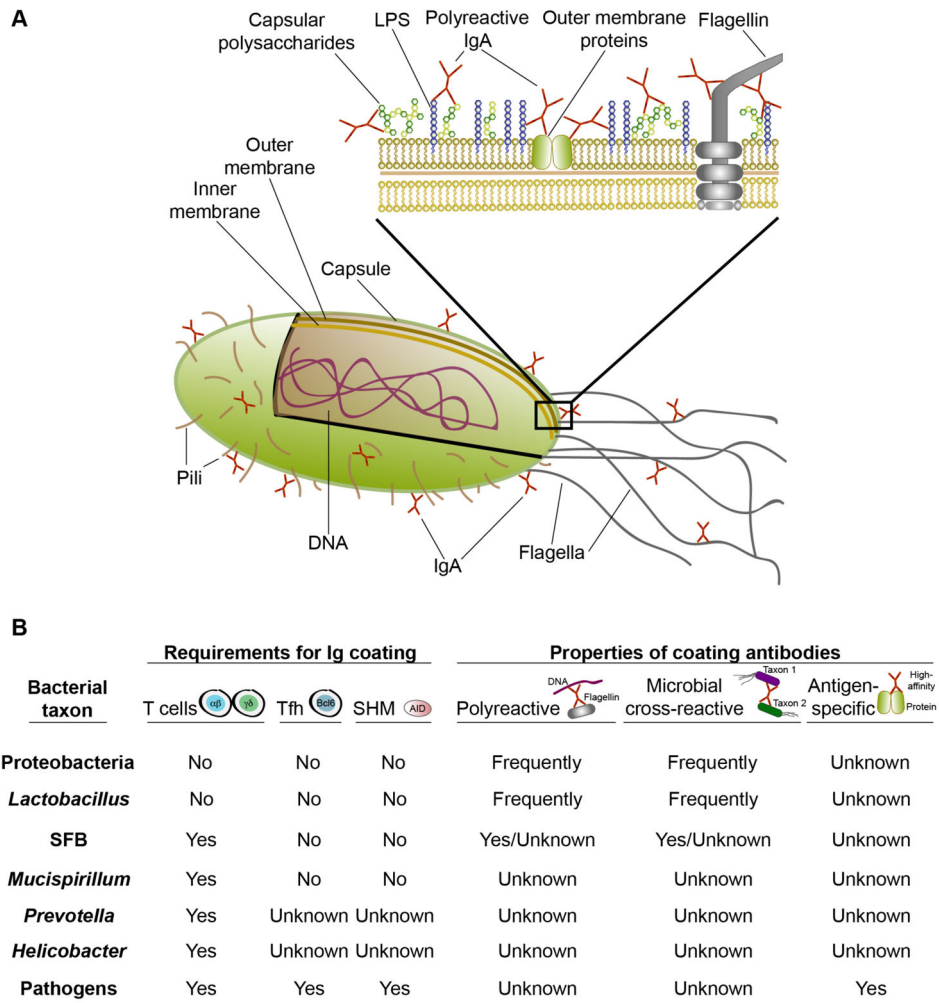 A
Capsular polysaccharides
LPS
Polyreactive IgA
Outer membrane proteins
Flagellin
Outer membrane
Inner membrane
Capsule
Pili
DNA
IgA
Flagella
B
Requirements for Ig coating
Properties of coating antibodies
Bacterial taxon
T cells αβ γδ
Tfh Bcl6
SHM AID
Polyreactive DNA Flagellin
Microbial cross-reactive Taxon 1 Taxon 2
Antigen-specific High-affinity Protein
Proteobacteria No No No Frequently Frequently Unknown
Lactobacillus No No No Frequently Frequently Unknown
SFB Yes No No Yes/Unknown Yes/Unknown Unknown
Mucispirillum Yes No No Unknown Unknown Unknown
Prevotella Yes Unknown Unknown Unknown Unknown Unknown
Helicobacter Yes Unknown Unknown Unknown Unknown Unknown
Pathogens Yes Yes Yes Unknown Unknown Yes